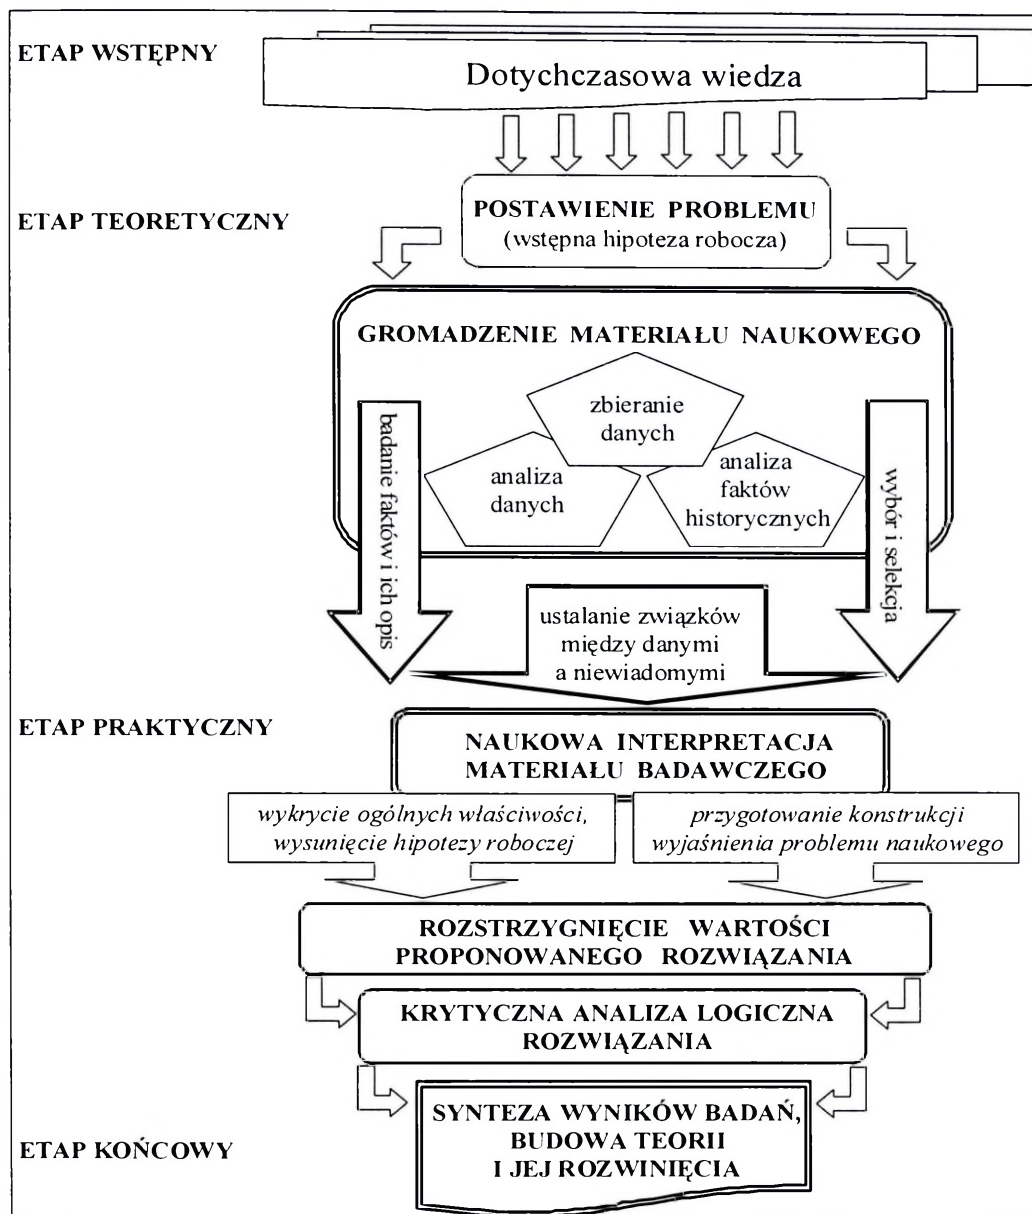 ETAP WSTĘPNY
Dotychczasowa wiedza
ETAP TEORETYCZNY
POSTAWIENIE PROBLEMU
(wstępna hipoteza robocza)
GROMADZENIE MATERIAŁU NAUKOWEGO
zbieranie
danych
analiza
danych
analiza
faktów
historycznych
badanie faktów i ich opis
wybór i selekcja
ustalanie związków
między danymi
a niewiadomymi
ETAP PRAKTYCZNY
NAUKOWA INTERPRETACJA
MATERIAŁU BADAWCZEGO
wykrycie ogólnych właściwości,
wysunięcie hipotezy roboczej
przygotowanie konstrukcji
wyjaśnienia problemu naukowego
ROZSTRZYGNIĘCIE WARTOŚCI
PROPONOWANEGO ROZWIĄZANIA
KRYTYCZNA ANALIZA LOGICZNA
ROZWIĄZANIA
SYNTEZA WYNIKÓW BADAŃ,
BUDOWA TEORII
I JEJ ROZWINIĘCIA
ETAP KOŃCOWY